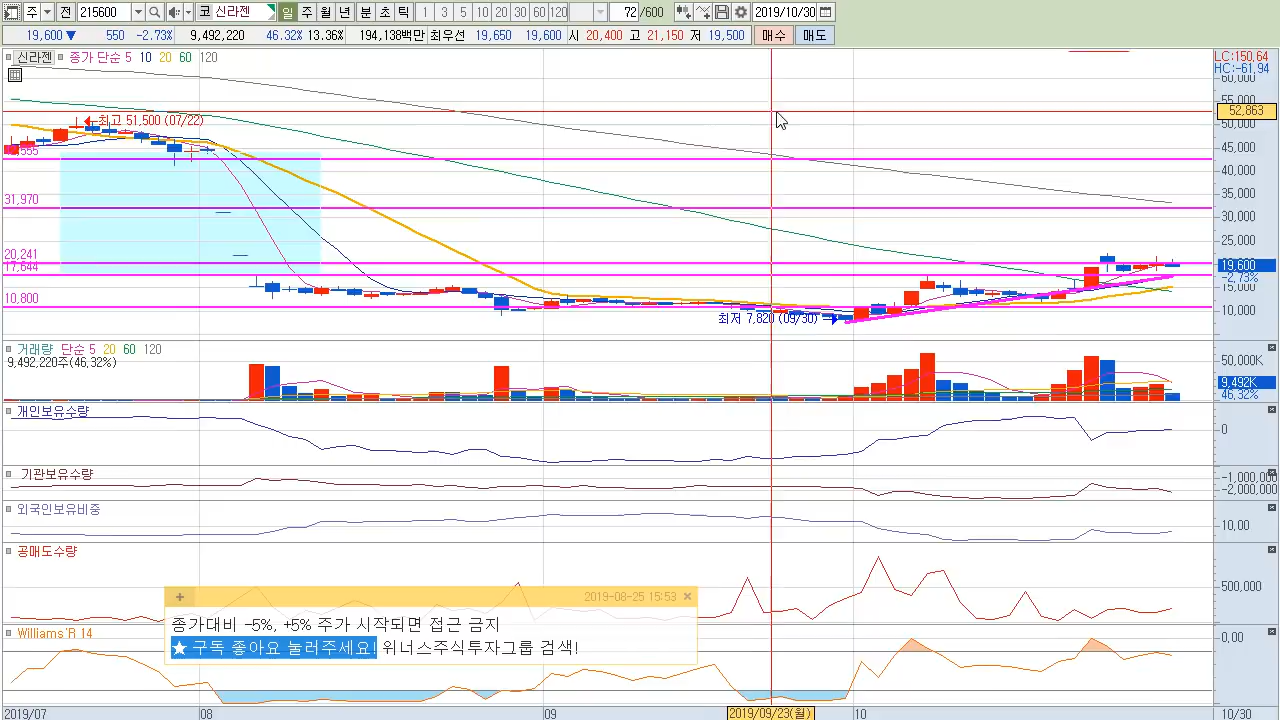 주 전 215600 코 신라젠 일 주 월 년 분 초 틱 1 3 5 10 20 30 60 120 72 /600 2019/10/30
19,600 ▼ 550 -2.73% 9,492,220 46.32% 13.36% 194,138백만 최우선 19,650 19,600 시 20,400 고 21,150 저 19,500 매수 매도
신라젠 종가 단순 5 10 20 60 120
LC:150.64
HC:-61.94
60,000
55,000
52,863
50,000
최고 51,500 (07/22)
45,000
40,000
35,000
31,970
30,000
25,000
20,241
19,600
-2.73%
17,644
10,800
10,000
최저 7,820 (09/30)
거래량 단순 5 20 60 120
9,492,220주(46.32%)
50,000K
9,492K
46.32%
개인보유수량
0
기관보유수량
-1,000,000
-2,000,000
외국인보유비중
10.00
공매도수량
500,000
2019-08-25 15:53
종가대비 -5%, +5% 주가 시작되면 접근 금지
★ 구독 좋아요 눌러주세요! 위너스주식투자그룹 검색!
Williams'R 14
0.00
2019/07 08 09 2019/09/23(월) 10 10/30